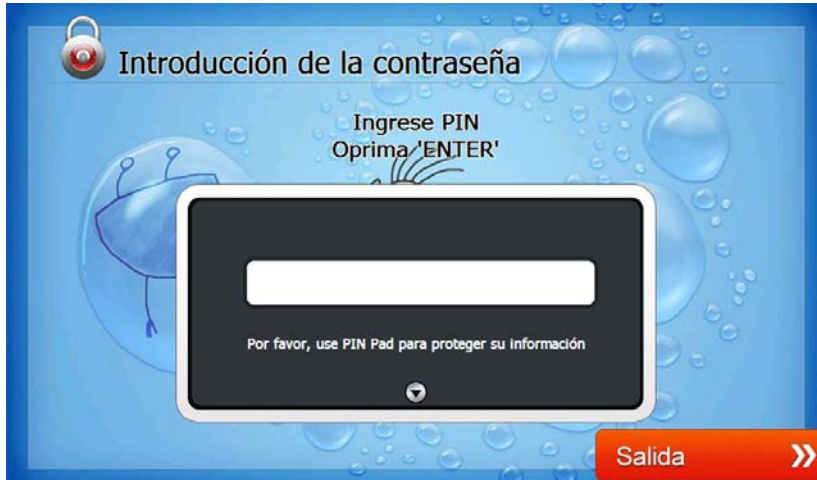 Introducción de la contraseña
Ingrese PIN
Oprima 'ENTER'
Por favor, use PIN Pad para proteger su información
Salida